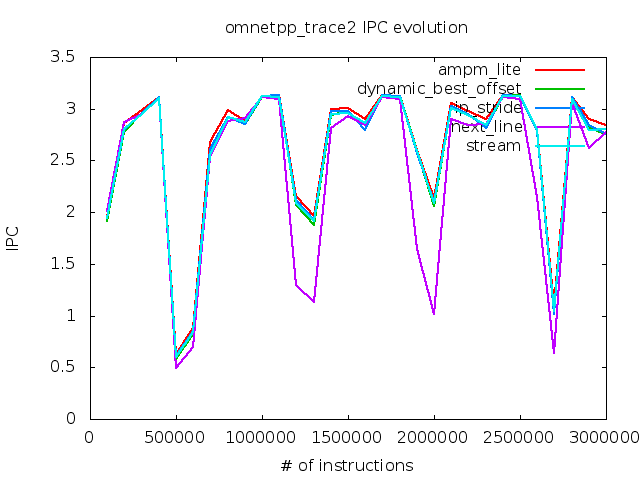 omnetpp_trace2 IPC evolution
3.5
3
2.5
2
1.5
1
0.5
0
IPC
ampm_lite
dynamic_best_offset
ip_stride
next_line
stream
0 500000 1000000 1500000 2000000 2500000 3000000
# of instructions